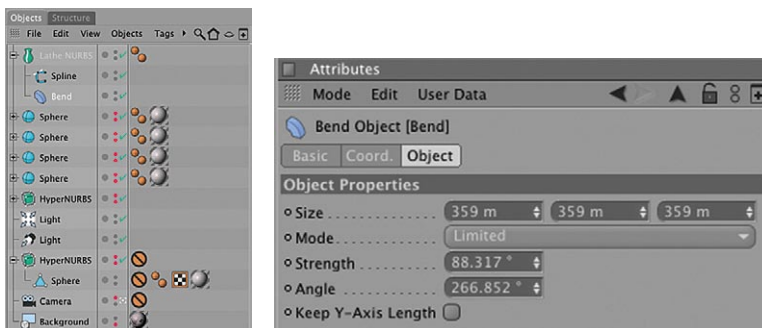 Objects Structure
File Edit View Objects Tags
Lathe NURBS
Spline
Bend
Sphere
Sphere
Sphere
Sphere
HyperNURBS
Light
Light
HyperNURBS
Sphere
Camera
Background
Attributes
Mode Edit User Data
Bend Object [Bend]
Basic Coord. Object
Object Properties
Size . . . . . . . . . . . . . . . 359 m 359 m 359 m
Mode. . . . . . . . . . . . . . Limited
Strength . . . . . . . . . . 88.317 °
Angle . . . . . . . . . . . . . 266.852 °
Keep Y-Axis Length